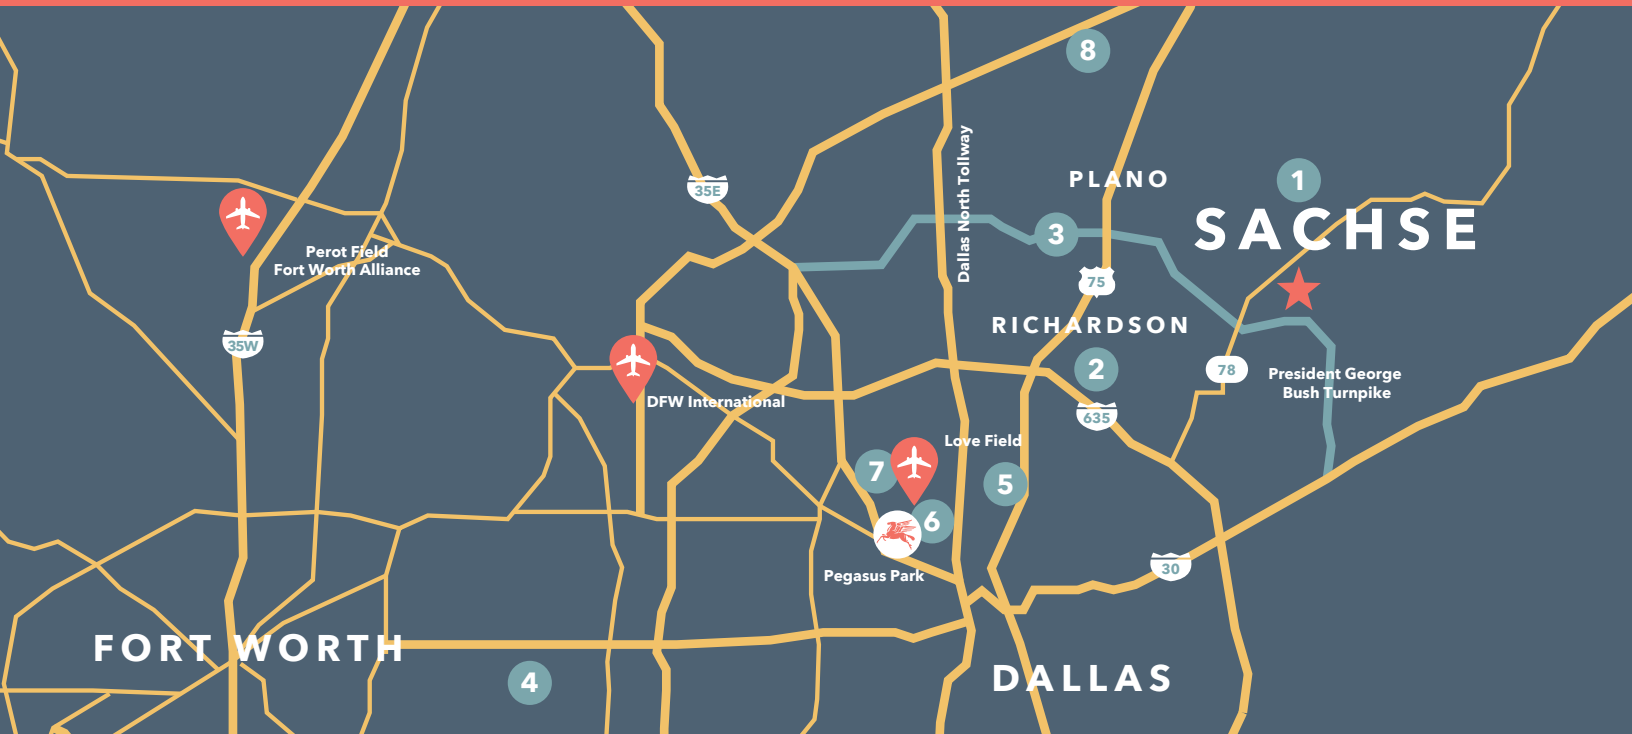 8
Dallas North Tollway
35E
PLANO
1
SACHSE
Perot Field
Fort Worth Alliance
3
75
35W
RICHARDSON
2
78
President George
Bush Turnpike
DFW International
635
Love Field
7
5
6
30
Pegasus Park
FORT WORTH
4
DALLAS